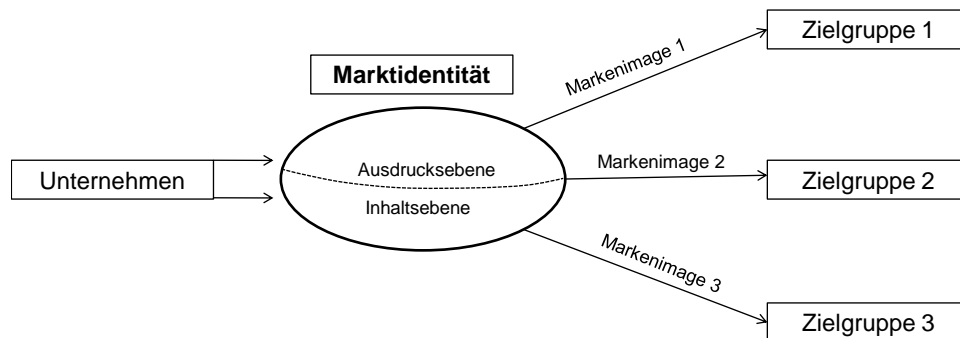 Zielgruppe 1
Markenimage 1
Marktidentität
Ausdrucksebene
Markenimage 2
Unternehmen
Zielgruppe 2
Inhaltsebene
Markenimage 3
Zielgruppe 3